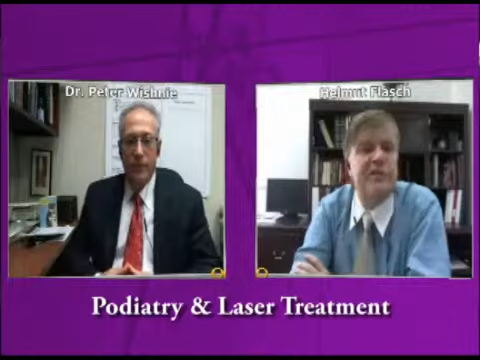 Dr. Peter Wishnie
Helmut Flasch
Podiatry & Laser Treatment